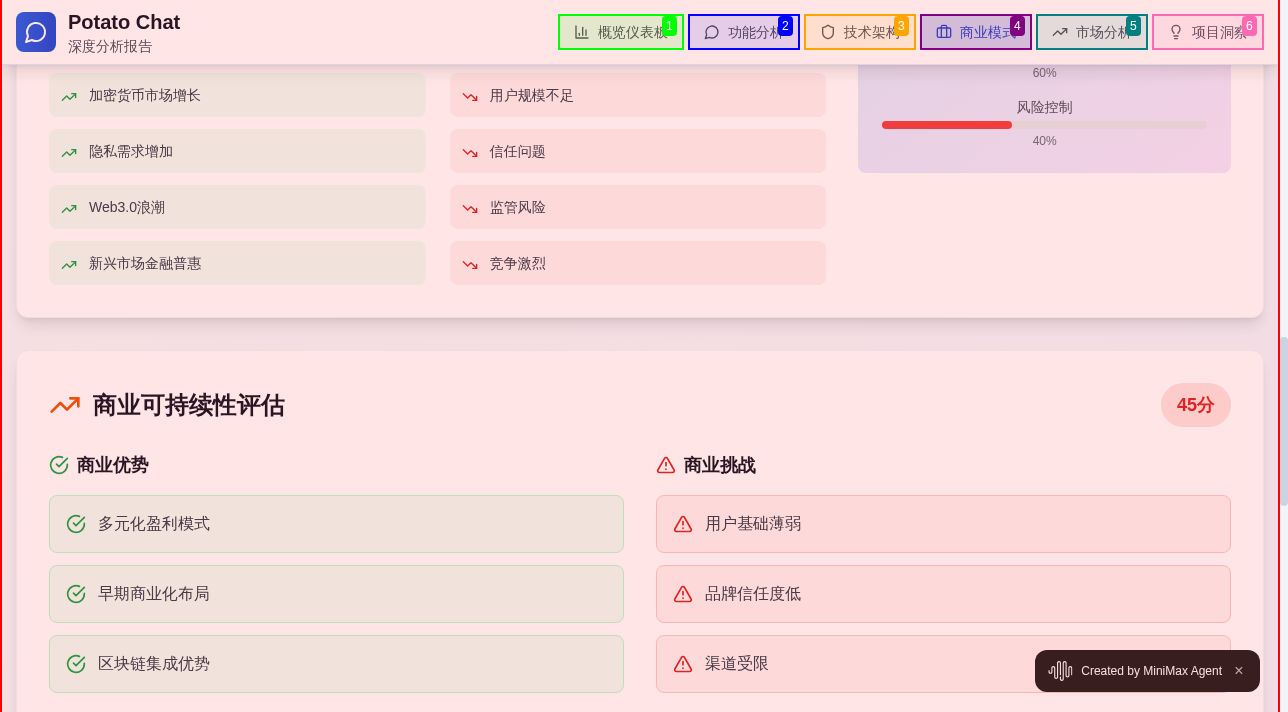 Potato Chat
深度分析报告
概览仪表板 1
功能分析 2
技术架构 3
商业模式 4
市场分析 5
项目洞察 6
加密货币市场增长
隐私需求增加
Web3.0浪潮
新兴市场金融普惠
用户规模不足
信任问题
监管风险
竞争激烈
60%
风险控制
40%
商业可持续性评估
45分
商业优势
多元化盈利模式
早期商业化布局
区块链集成优势
商业挑战
用户基础薄弱
品牌信任度低
渠道受限
Created by MiniMax Agent ×